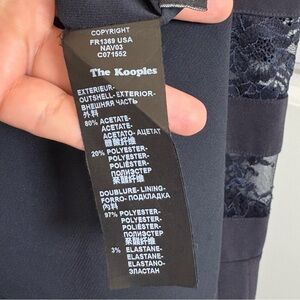 COPYRIGHT
FR1369 USA
NAV03
C071552
The Kooples
EXTERIEUR-
OUTSHELL-EXTERIOR-
ВНЕШНЯЯ ЧАСТЬ
外料
80% ACETATE-
ACETATE-
ACETATO- АЦЕТАТ
醋酸纤维
20% POLYESTER-
POLYESTER-
POLIÉSTER-
ПОЛИЭСТЕР
聚酯纤维
DOUBLURE- LINING-
FORRO- ПОДКЛАДКА
内料
97% POLYESTER-
POLYESTER-
POLIÉSTER-
ПОЛИЭСТЕР
聚酯纤维
3% ELASTANE-
ELASTANE-
ELASTANO-
ЭЛАСТАН